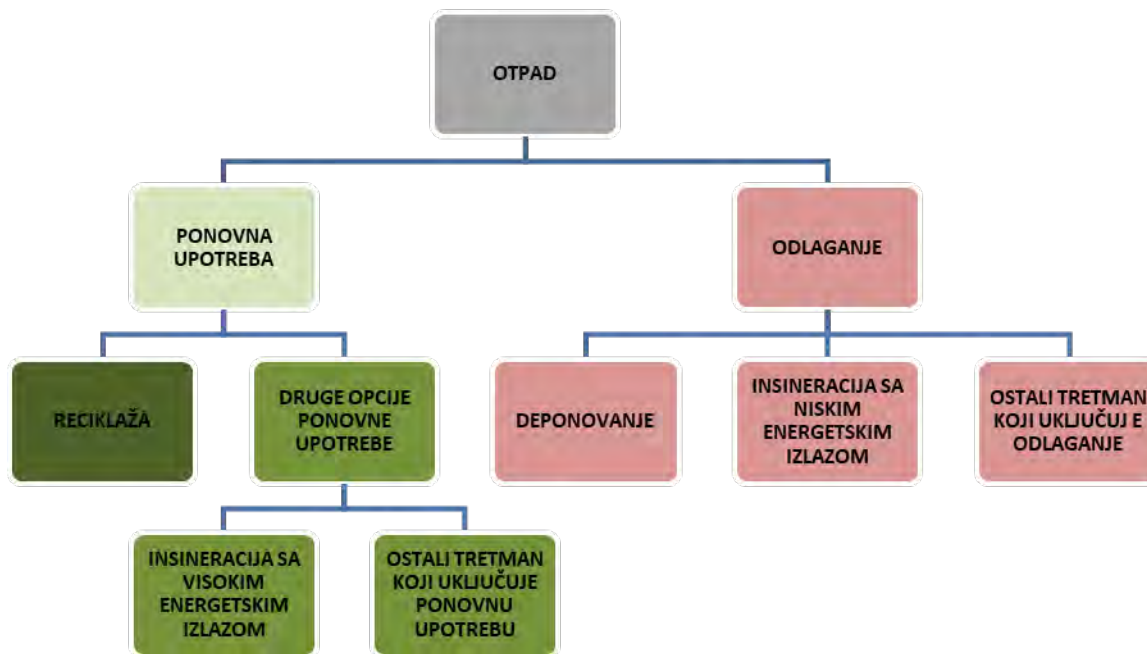 OTPAD
PONOVNA
UPOTREBA
ODLAGANJE
RECIKLAŽA
DRUGE OPCIJE
PONOVNE
UPOTREBE
DEPONOVANJE
INSINERACIJA SA
NISKIM
ENERGETSKIM
IZLAZOM
OSTALI TRETMAN
KOJI UKLJUČUJ E
ODLAGANJE
INSINERACIJA SA
VISOKIM
ENERGETSKIM
IZLAZOM
OSTALI TRETMAN
KOJI UKLJUČUJE
PONOVNU
UPOTREBU